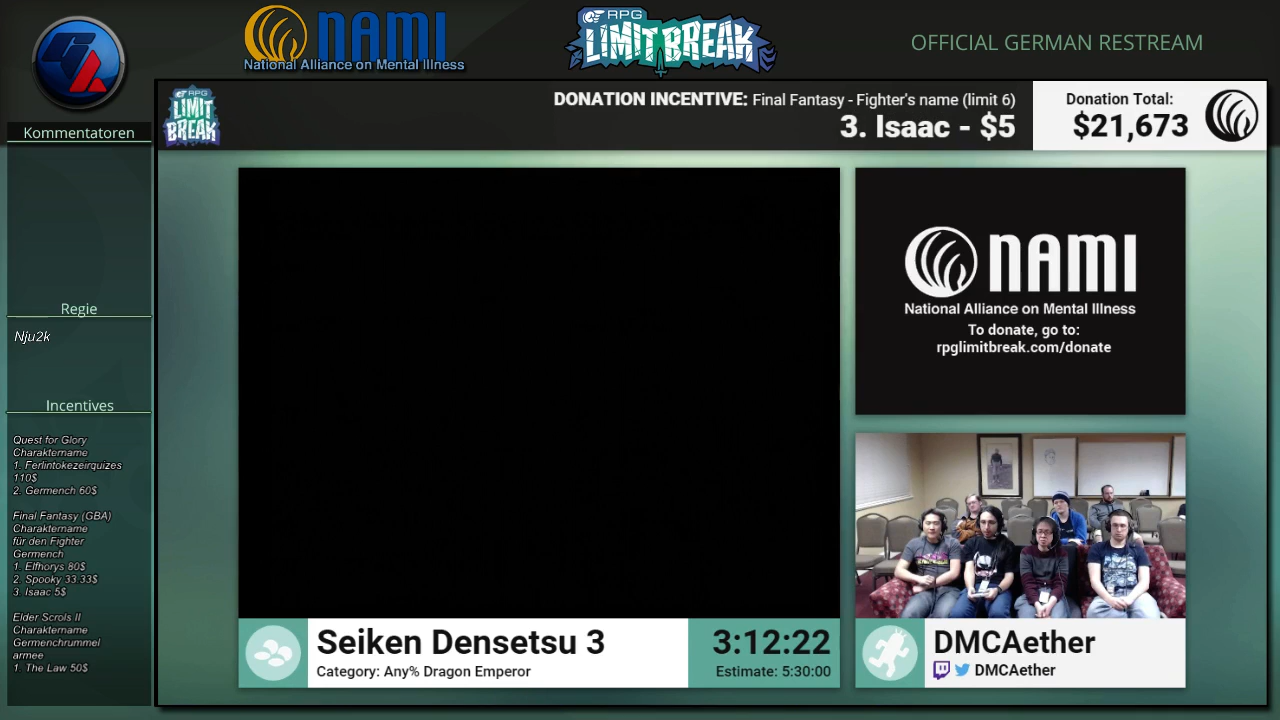 NAMI
National Alliance on Mental Illness
RPG
LIMIT BREAK
OFFICIAL GERMAN RESTREAM
Kommentatoren
Regie
Nju2k
Incentives
Quest for Glory
Charaktername
1. Ferlintokezeirquizes
110$
2. Germench 60$
Final Fantasy (GBA)
Charaktername
für den Fighter
Germench
1. Elfhorys 80$
2. Spooky 33.33$
3. Isaac 5$
Elder Scrols II
Charaktername
Germenchrummel
armee
1. The Law 50$
RPG
LIMIT
BREAK
DONATION INCENTIVE: Final Fantasy - Fighter's name (limit 6)
3. Isaac - $5
Donation Total:
$21,673
NAMI
National Alliance on Mental Illness
To donate, go to:
rpglimitbreak.com/donate
Seiken Densetsu 3
Category: Any% Dragon Emperor
3:12:22
Estimate: 5:30:00
DMCAether
DMCAether